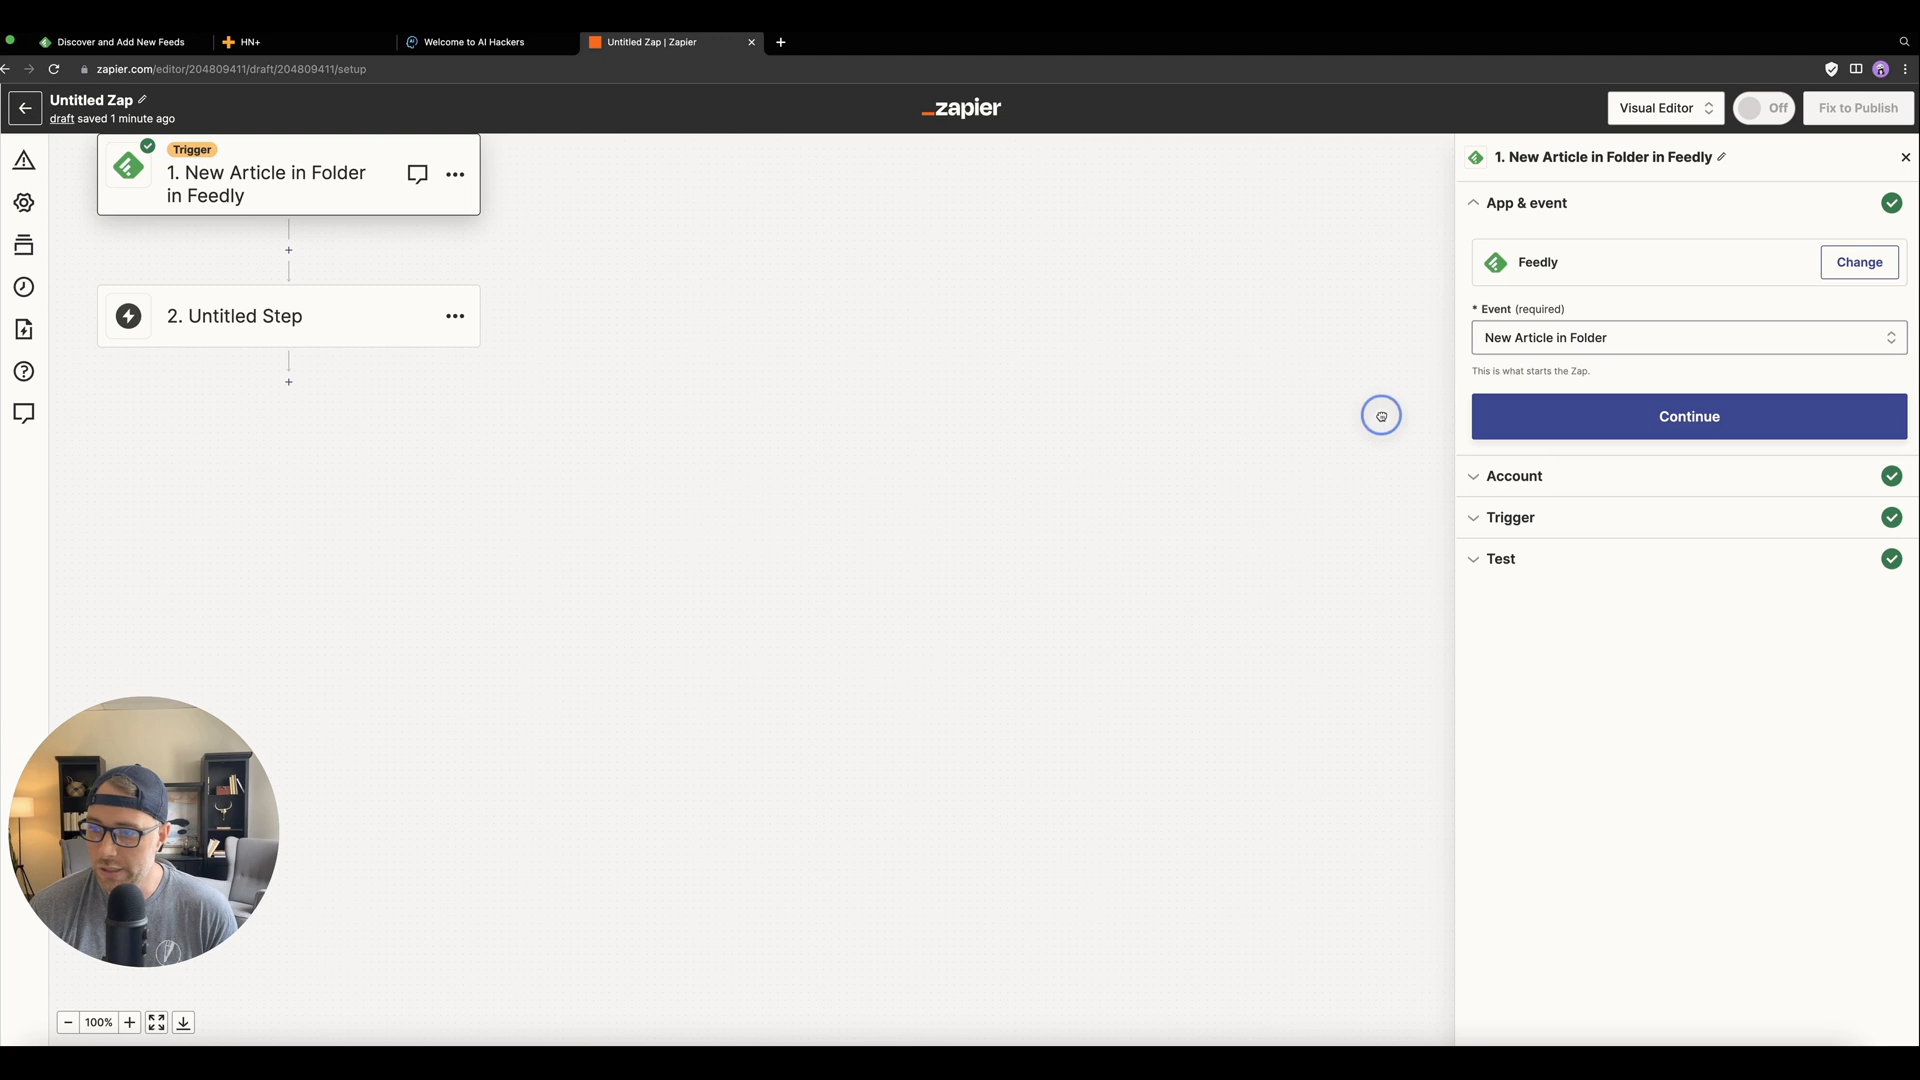 Discover and Add New Feeds
HN+
Welcome to AI Hackers
Untitled Zap | Zapier
zapier.com/editor/204809411/draft/204809411/setup
Untitled Zap
draft saved 1 minute ago
_zapier
Visual Editor
Off
Fix to Publish
Trigger
1. New Article in Folder
in Feedly
2. Untitled Step
1. New Article in Folder in Feedly
App & event
Feedly
Change
* Event (required)
New Article in Folder
This is what starts the Zap.
Continue
Account
Trigger
Test
100%